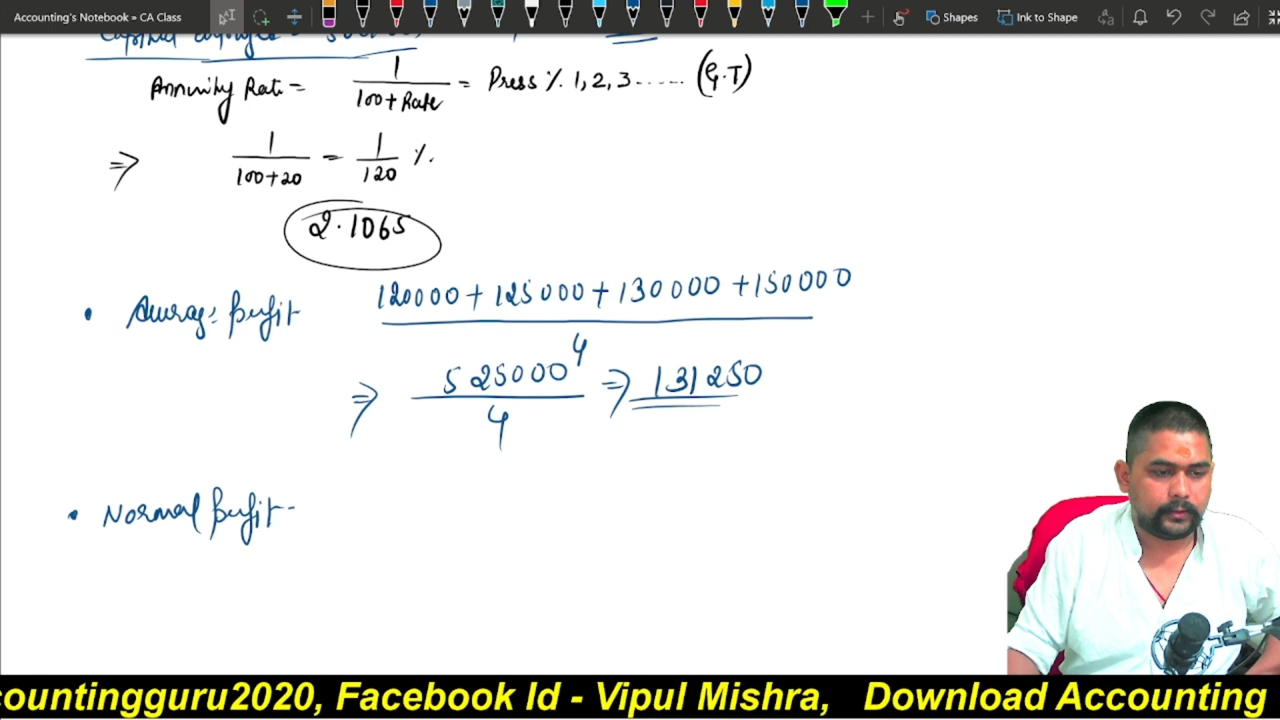 Accounting's Notebook » CA Class
Shapes
Ink to Shape
Capital
Annuity Rate = 1 / 100 + Rate = Press % 1, 2, 3 ...... (G.T)
⇒ 1 / 100+20 = 1 / 120 %
2.1065
• Average Profit 120000 + 125000 + 130000 + 150000
4
⇒ 525000 / 4 ⇒ 131250
• Normal Profit -
countingguru2020, Facebook Id - Vipul Mishra, Download Accounting